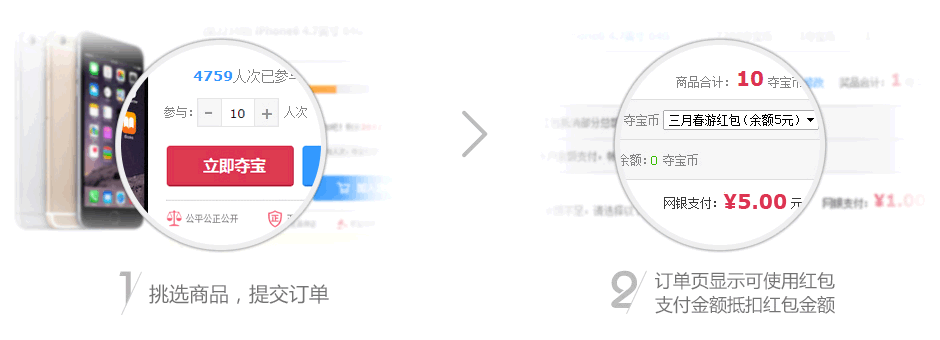 4759人次已参与
参与: - 10 + 人次
立即夺宝
公平公正公开
1 挑选商品，提交订单
商品合计: 10 夺宝币
夺宝币 三月春游红包(余额5元)
余额:0 夺宝币
网银支付: ¥5.00 元
2 订单页显示可使用红包
支付金额抵扣红包金额